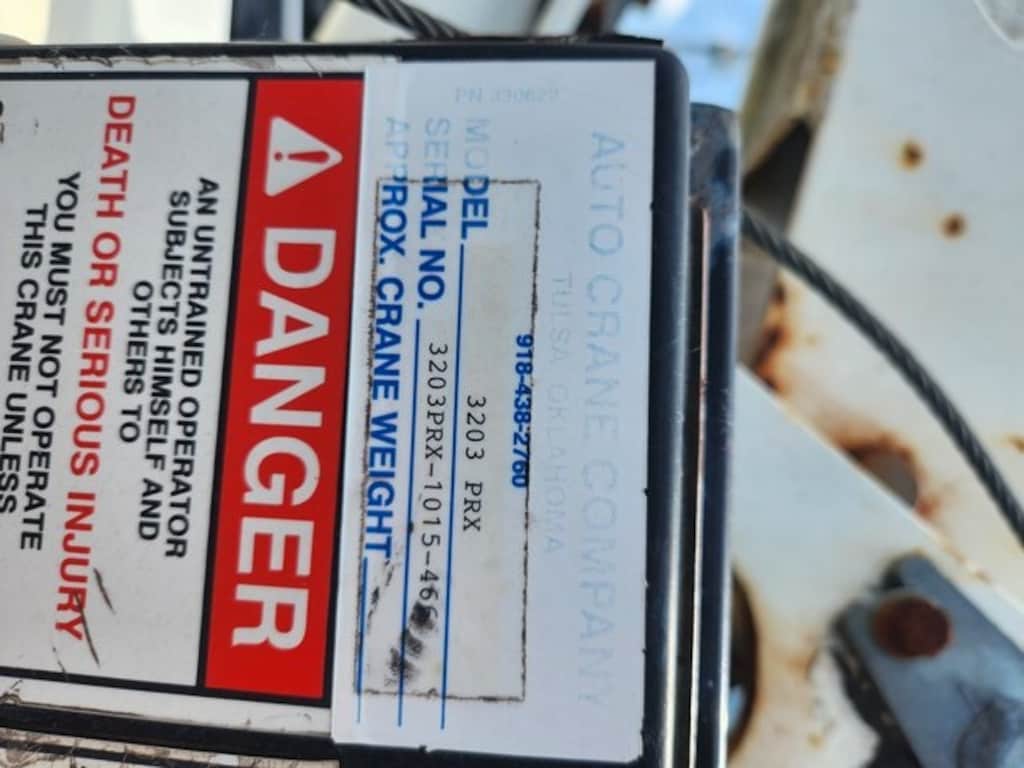 PN 330622
AUTO CRANE COMPANY
TULSA OKLAHOMA
918-438-2760
MODEL 3203 PRX
SERIAL NO. 3203PRX-1015-466
APPROX. CRANE WEIGHT
DANGER
AN UNTRAINED OPERATOR
SUBJECTS HIMSELF AND
OTHERS TO
DEATH OR SERIOUS INJURY
YOU MUST NOT OPERATE
THIS CRANE UNLESS